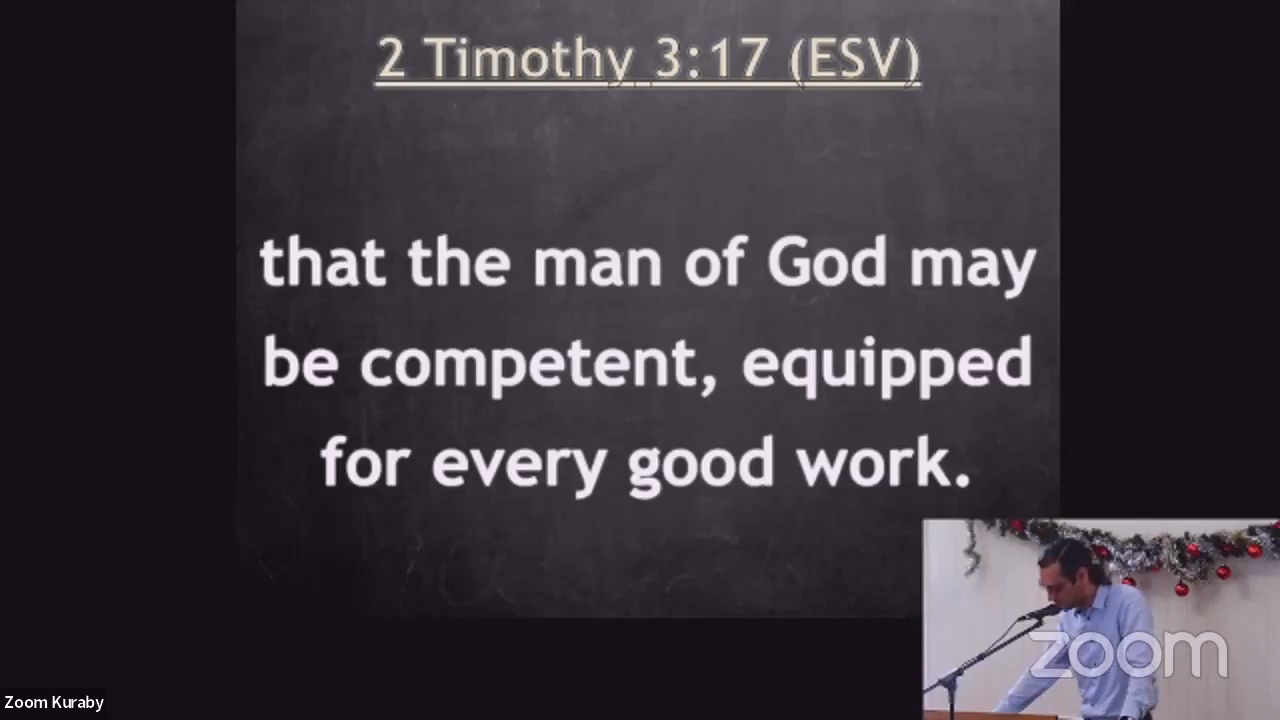 2 Timothy 3:17 (ESV)
that the man of God may
be competent, equipped
for every good work.
zoom
Zoom Kuraby